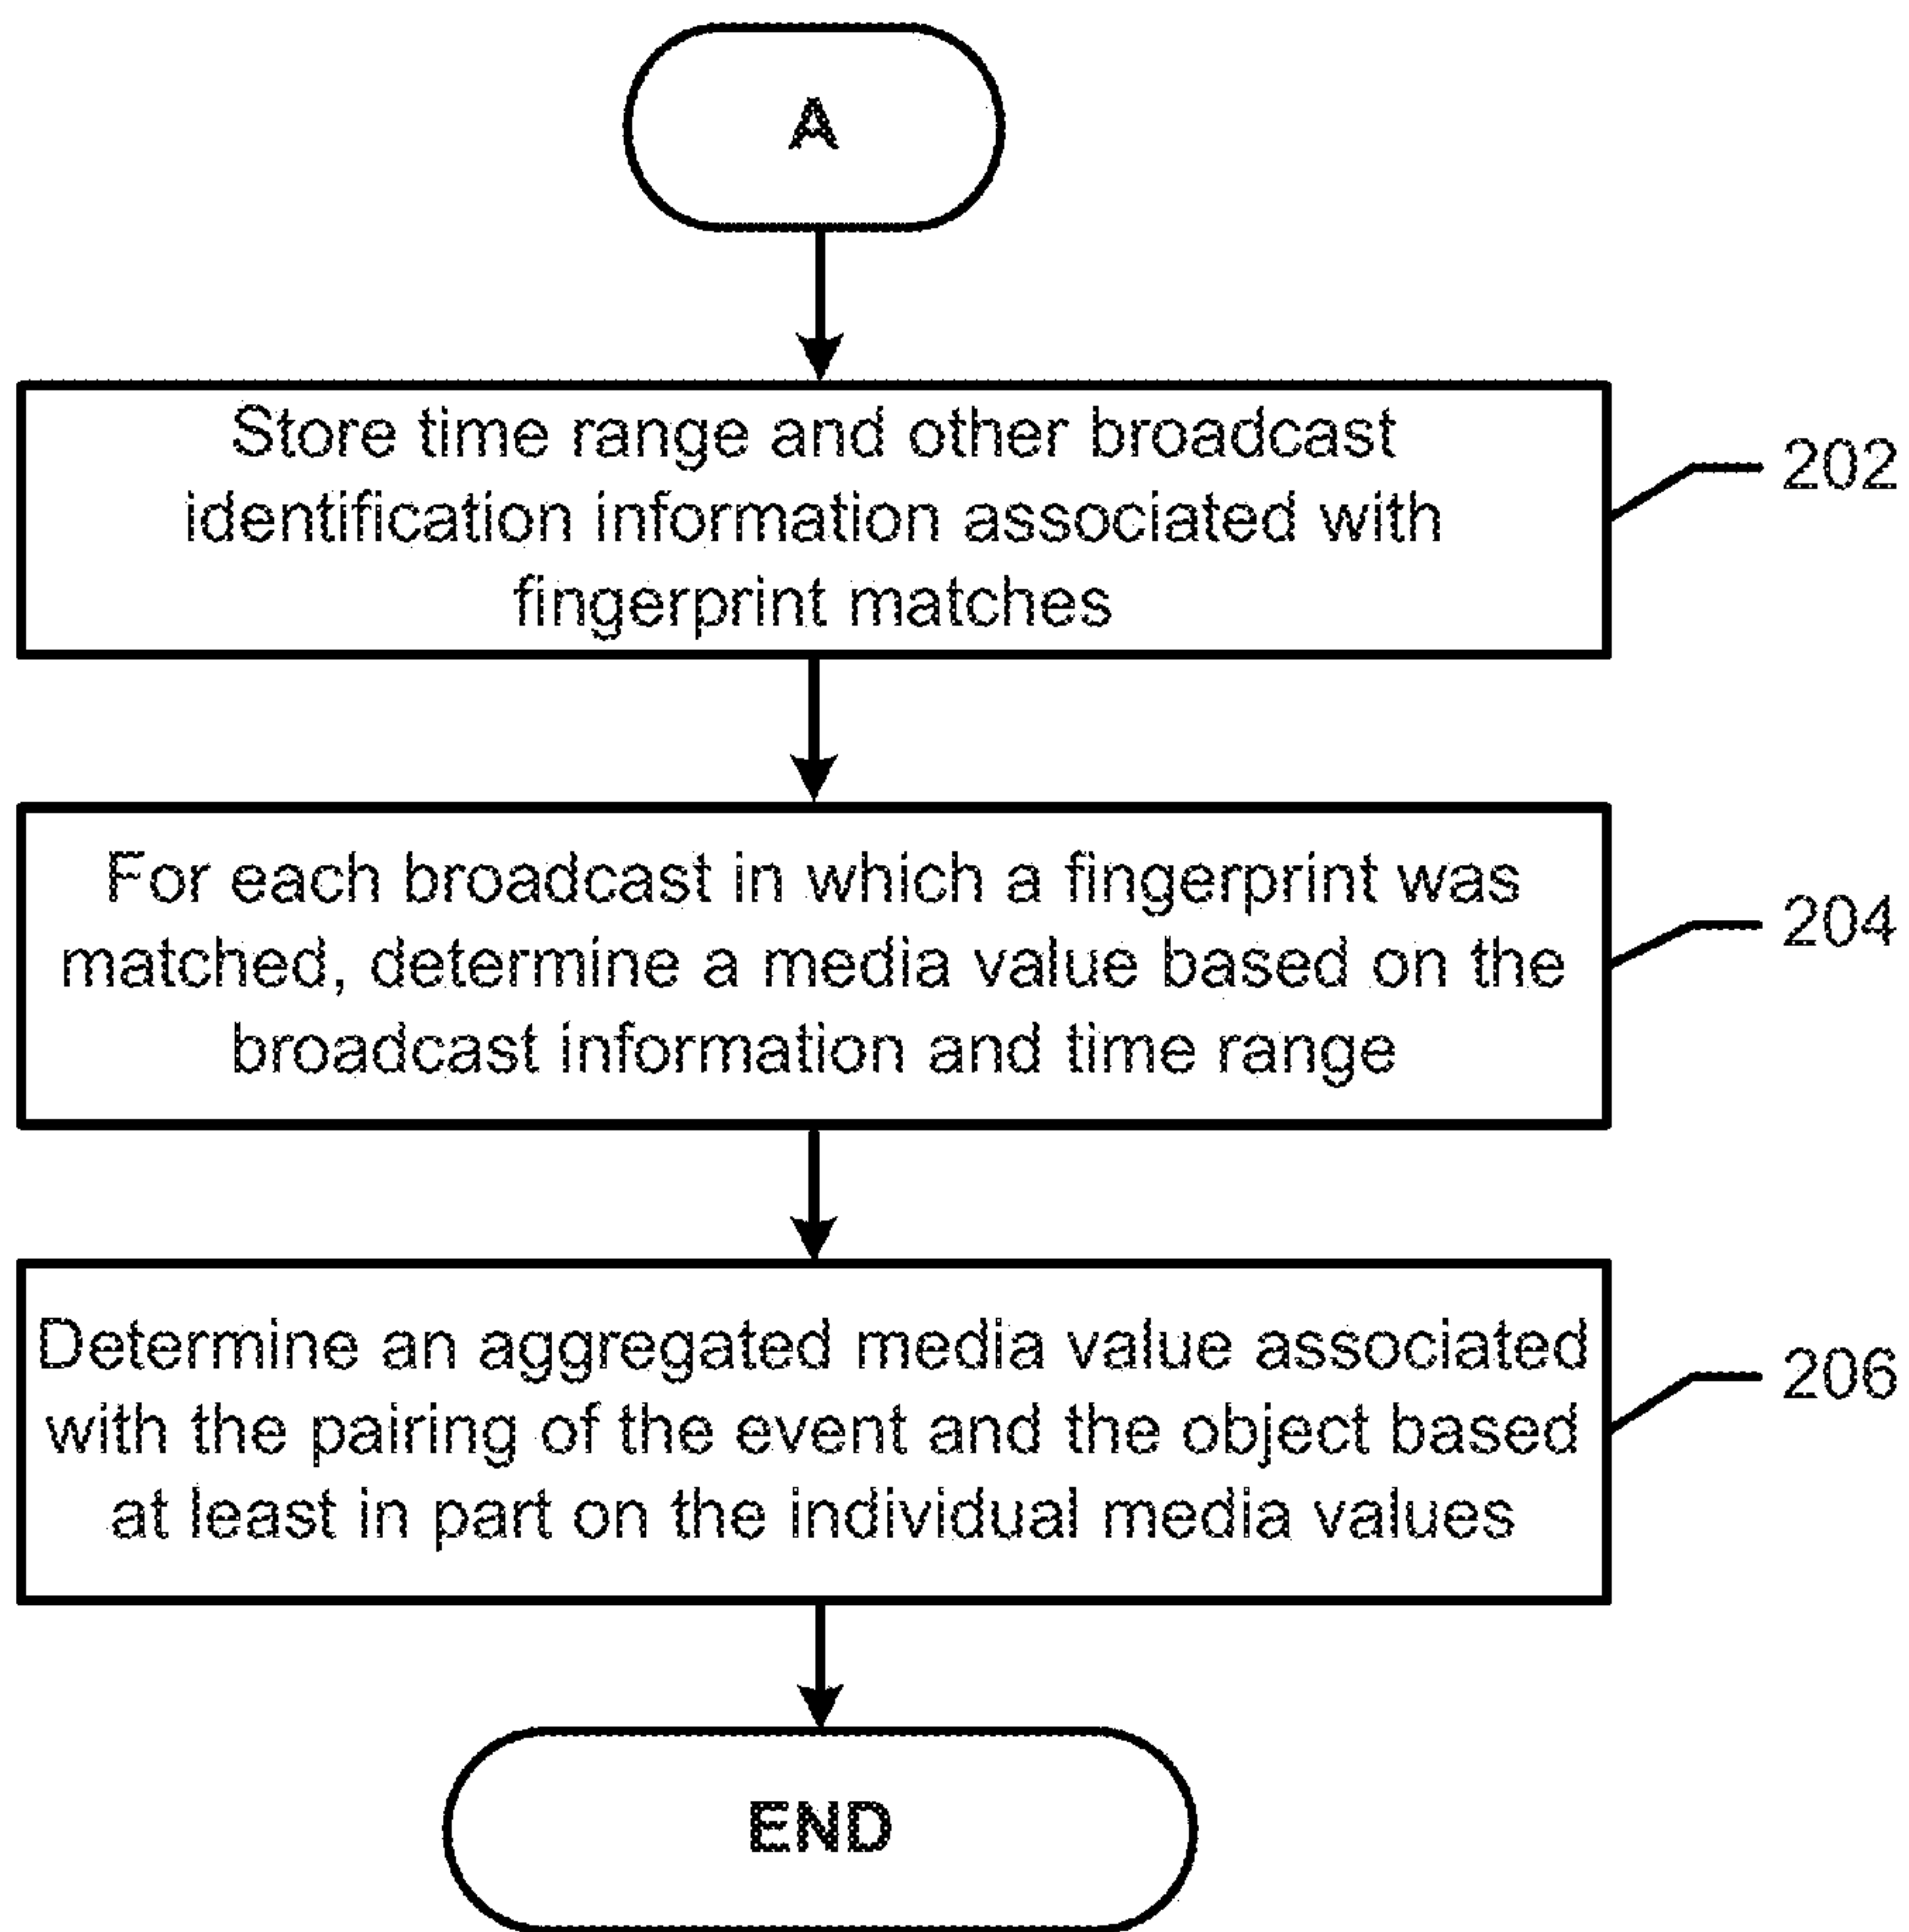 A
Store time range and other broadcast
identification information associated with
fingerprint matches
202
For each broadcast in which a fingerprint was
matched, determine a media value based on the
broadcast information and time range
204
Determine an aggregated media value associated
with the pairing of the event and the object based
at least in part on the individual media values
206
END